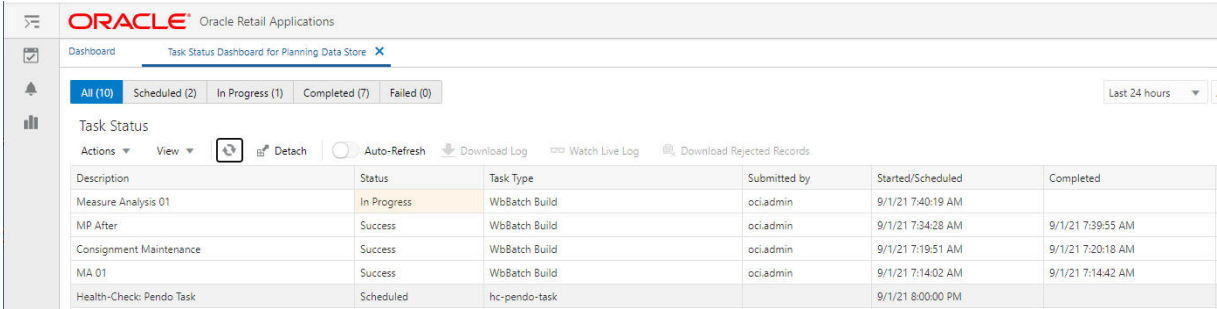 ORACLE® Oracle Retail Applications
Dashboard Task Status Dashboard for Planning Data Store
All (10) Scheduled (2) In Progress (1) Completed (7) Failed (0) Last 24 hours
Task Status
Actions View Detach Auto-Refresh Download Log Watch Live Log Download Rejected Records
Description Status Task Type Submitted by Started/Scheduled Completed
Measure Analysis 01 In Progress WbBatch Build oci.admin 9/1/21 7:40:19 AM
MP After Success WbBatch Build oci.admin 9/1/21 7:34:28 AM 9/1/21 7:39:55 AM
Consignment Maintenance Success WbBatch Build oci.admin 9/1/21 7:19:51 AM 9/1/21 7:20:18 AM
MA 01 Success WbBatch Build oci.admin 9/1/21 7:14:02 AM 9/1/21 7:14:42 AM
Health-Check: Pendo Task Scheduled hc-pendo-task 9/1/21 8:00:00 PM